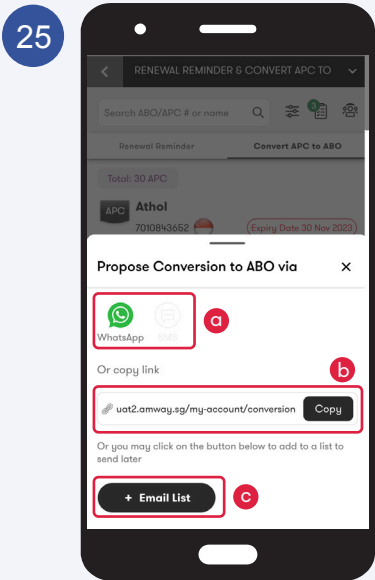 25
RENEWAL REMINDER & CONVERT APC TO
Search ABO/APC # or name
3
Renewal Reminder Convert APC to ABO
Total: 30 APC
APC Athol
7010843652 Expiry Date 30 Nov 2023
Propose Conversion to ABO via
a
WhatsApp SMS
Or copy link
b
uat2.amway.sg/my-account/conversion Copy
Or you may click on the button below to add to a list to
send later
+ Email List
c